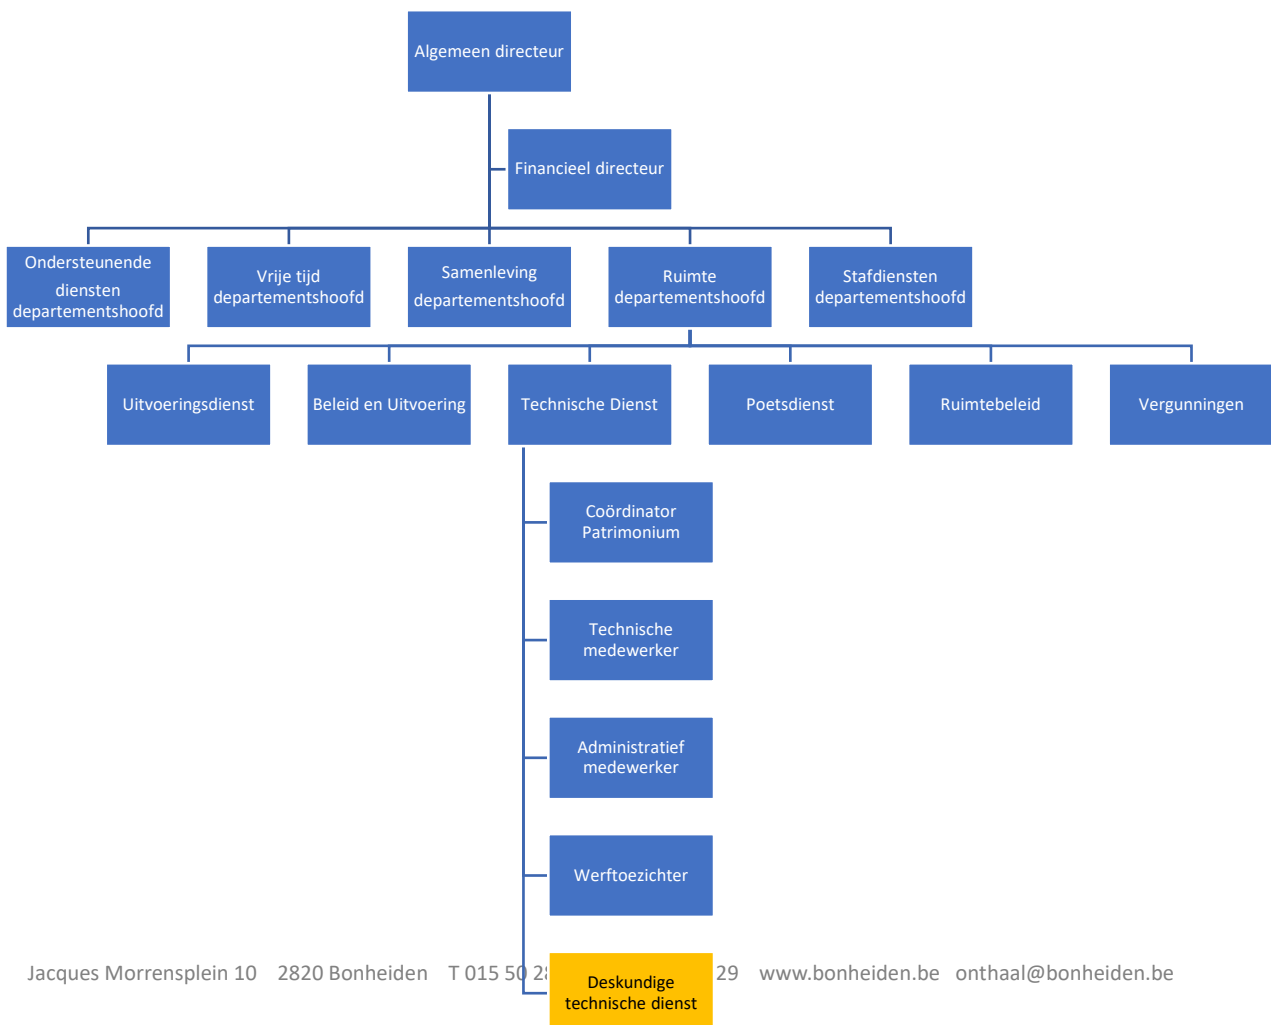 Algemeen directeur
Financieel directeur
Ondersteunende
diensten
departementshoofd
Vrije tijd
departementshoofd
Samenleving
departementshoofd
Ruimte
departementshoofd
Stafdiensten
departementshoofd
Uitvoeringsdienst
Beleid en Uitvoering
Technische Dienst
Poetsdienst
Ruimtebeleid
Vergunningen
Coördinator
Patrimonium
Technische
medewerker
Administratief
medewerker
Werftoezichter
Jacques Morrensplein 10 2820 Bonheiden T 015 50 29 www.bonheiden.be onthaal@bonheiden.be
Deskundige
technische dienst